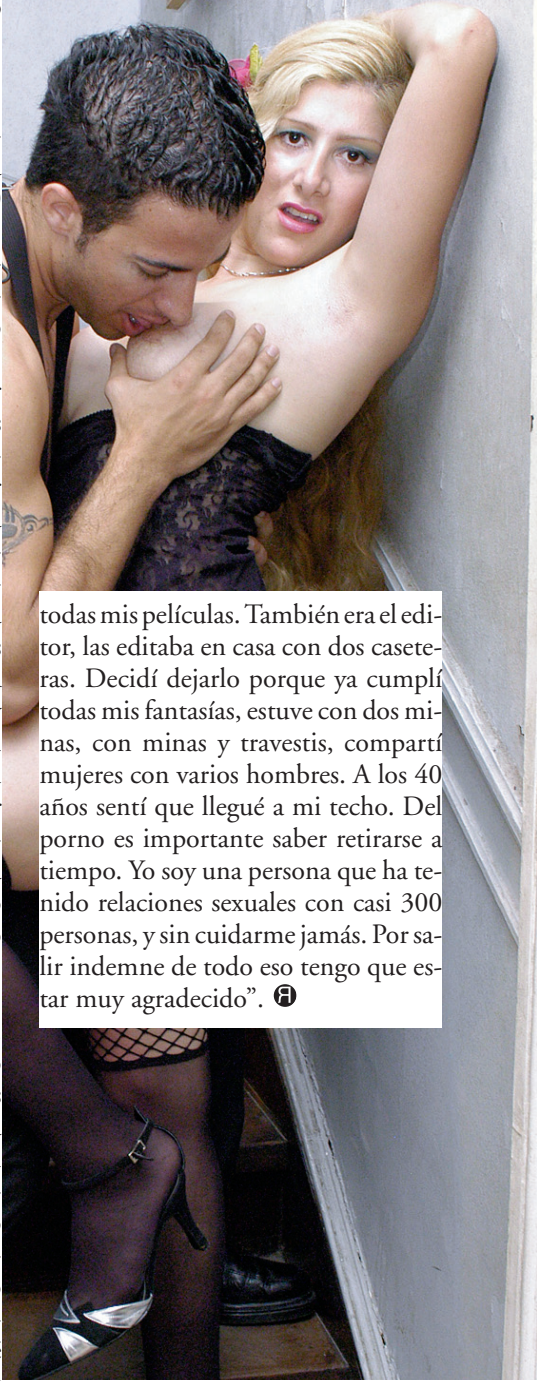 todas mis películas. También era el edi-
tor, las editaba en casa con dos casete-
ras. Decidí dejarlo porque ya cumplí
todas mis fantasías, estuve con dos mi-
nas, con minas y travestis, compartí
mujeres con varios hombres. A los 40
años sentí que llegué a mi techo. Del
porno es importante saber retirarse a
tiempo. Yo soy una persona que ha te-
nido relaciones sexuales con casi 300
personas, y sin cuidarme jamás. Por sa-
lir indemne de todo eso tengo que es-
tar muy agradecido”.